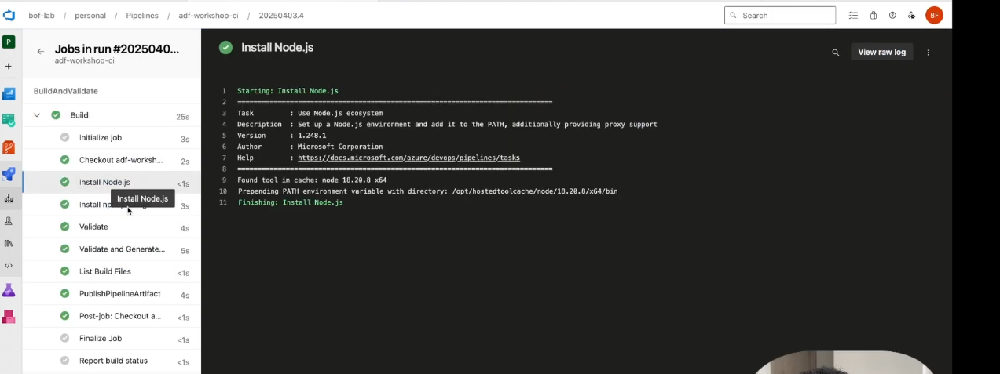 bof-lab / personal / Pipelines / adf-workshop-ci / 20250403.4
Search
BF
P
Jobs in run #2025040...
adf-workshop-ci
BuildAndValidate
Build 25s
Initialize job 3s
Checkout adf-worksh... 2s
Install Node.js <1s
Install Node.js
Install np 3s
Validate 4s
Validate and Generate... 5s
List Build Files <1s
PublishPipelineArtifact 4s
Post-job: Checkout a... <1s
Finalize Job <1s
Report build status <1s
Install Node.js
View raw log
1 Starting: Install Node.js
2 ==============================================================================
3 Task : Use Node.js ecosystem
4 Description : Set up a Node.js environment and add it to the PATH, additionally providing proxy support
5 Version : 1.248.1
6 Author : Microsoft Corporation
7 Help : https://docs.microsoft.com/azure/devops/pipelines/tasks
8 ==============================================================================
9 Found tool in cache: node 18.20.8 x64
10 Prepending PATH environment variable with directory: /opt/hostedtoolcache/node/18.20.8/x64/bin
11 Finishing: Install Node.js